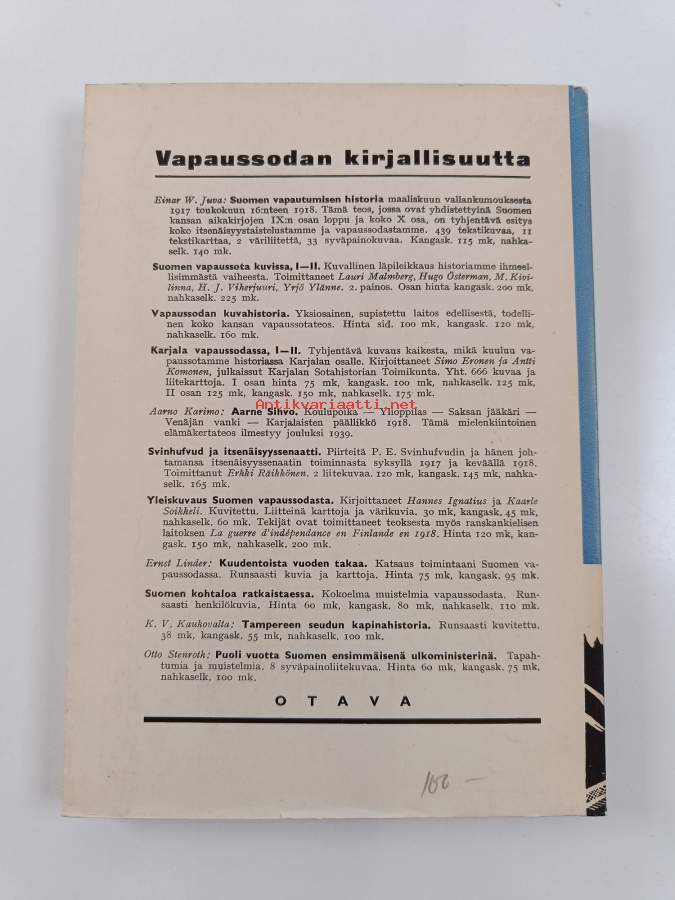 Vapaussodan kirjallisuutta
Einar W. Juva: Suomen vapautumisen historia maaliskuun vallankumouksesta
1917 toukokuun 16:nteen 1918. Tämä teos, jossa ovat yhdistettyinä Suomen
kansan aikakirjojen IX:n osan loppu ja koko X osa, on tyhjentävä esitys
koko itsenäisyystaistelustamme ja vapaussodastamme. 439 tekstikuvaa, 11
tekstikarttaa, 2 väriliitettä, 33 syväpainokuvaa. Kangask. 115 mk, nahka-
selk. 140 mk.
Suomen vapaussota kuvissa, I—II. Kuvallinen läpileikkaus historiamme ihmeel-
lisimmästä vaiheesta. Toimittaneet Lauri Malmberg, Hugo Österman, M. Kivi-
linna, H. J. Viherjuuri, Yrjö Ylänne. 2. painos. Osan hinta kangask. 200 mk,
nahkaselk. 225 mk.
Vapaussodan kuvahistoria. Yksiosainen, supistettu laitos edellisestä, todelli-
nen koko kansan vapaussotateos. Hinta sid. 100 mk, kangask. 120 mk,
nahkaselk. 160 mk.
Karjala vapaussodassa, I—II. Tyhjentävä kuvaus kaikesta, mikä kuuluu va-
paussotamme historiassa Karjalan osalle. Kirjoittaneet Simo Eronen ja Antti
Komonen, julkaissut Karjalan Sotahistorian Toimikunta. Yht. 666 kuvaa ja
liitekarttoja. I osan hinta 75 mk, kangask. 100 mk, nahkaselk. 125 mk,
II osan 125 mk, kangask. 150 mk, nahkaselk. 175 mk.
Antikvariaatti.net
Aarno Karimo: Aarne Sihvo. Koulupoika — Ylioppilas — Saksan jääkäri —
Venäjän vanki — Karjalaisten päällikkö 1918. Tämä mielenkiintoinen
elämäkertateos ilmestyy jouluksi 1939.
Svinhufvud ja itsenäisyyssenaatti. Piirteitä P. E. Svinhufvudin ja hänen joh-
tamansa itsenäisyyssenaatin toiminnasta syksyllä 1917 ja keväällä 1918.
Toimittanut Erkki Räikkönen. 2 liitekuvaa. 120 mk, kangask. 145 mk, nahka-
selk. 165 mk.
Yleiskuvaus Suomen vapaussodasta. Kirjoittaneet Hannes Ignatius ja Kaarle
Soikkeli. Kuvitettu. Liitteinä karttoja ja värikuvia. 30 mk, kangask. 45 mk,
nahkaselk. 60 mk. Tekijät ovat toimittaneet teoksesta myös ranskankielisen
laitoksen La guerre d'indépendance en Finlande en 1918. Hinta 120 mk, kan-
gask. 150 mk, nahkaselk. 200 mk.
Ernst Linder: Kuudentoista vuoden takaa. Katsaus toimintaani Suomen va-
paussodassa. Runsaasti kuvia ja karttoja. Hinta 75 mk, kangask. 95 mk.
Suomen kohtaloa ratkaistaessa. Kokoelma muistelmia vapaussodasta. Run-
saasti henkilökuvia. Hinta 60 mk, kangask. 80 mk, nahkaselk. 110 mk.
K. V. Kaukovalta: Tampereen seudun kapinahistoria. Runsaasti kuvitettu.
38 mk, kangask. 55 mk, nahkaselk. 100 mk.
Otto Stenroth: Puoli vuotta Suomen ensimmäisenä ulkoministerinä. Tapah-
tumia ja muistelmia. 8 syväpainoliitekuvaa. Hinta 60 mk, kangask. 75 mk,
nahkaselk. 100 mk.
OTAVA